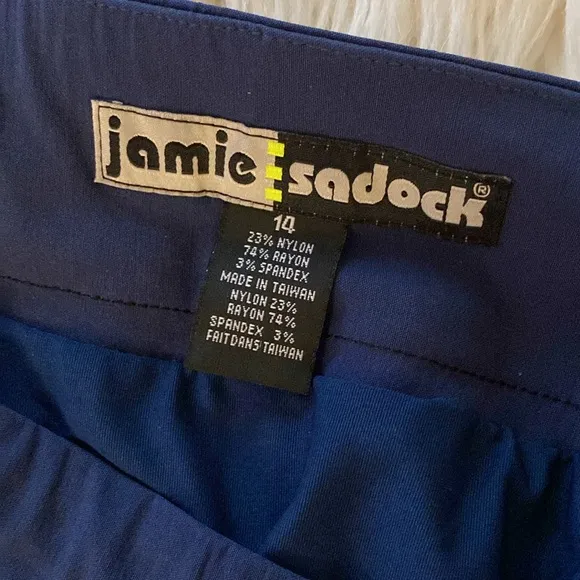 jamie sadock®
14
23% NYLON
74% RAYON
3% SPANDEX
MADE IN TAIWAN
NYLON 23%
RAYON 74%
SPANDEX 3%
FAIT DANS TAIWAN